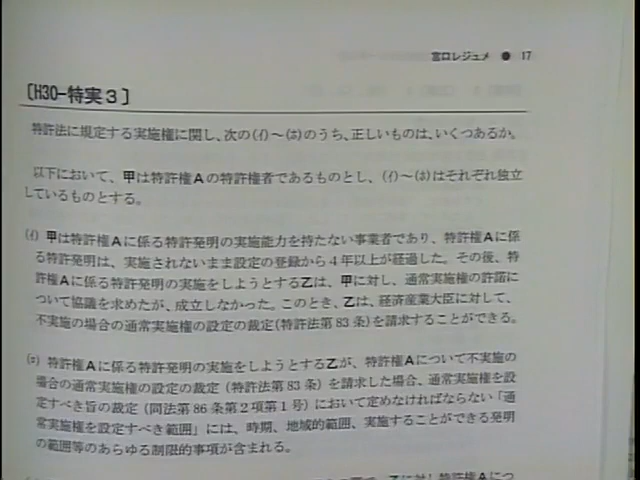 宮口レジュメ ● 17
〔H30-特実3〕
特許法に規定する実施権に関し、次の(ｲ)～(ﾎ)のうち、正しいものは、いくつあるか。
以下において、甲は特許権Aの特許権者であるものとし、(ｲ)～(ﾎ)はそれぞれ独立
しているものとする。
(ｲ) 甲は特許権Aに係る特許発明の実施能力を持たない事業者であり、特許権Aに係
る特許発明は、実施されないまま設定の登録から4年以上が経過した。その後、特
許権Aに係る特許発明の実施をしようとする乙は、甲に対し、通常実施権の許諾に
ついて協議を求めたが、成立しなかった。このとき、乙は、経済産業大臣に対して、
不実施の場合の通常実施権の設定の裁定(特許法第83条)を請求することができる。
(ﾛ) 特許権Aに係る特許発明の実施をしようとする乙が、特許権Aについて不実施の
場合の通常実施権の設定の裁定（特許法第83条）を請求した場合、通常実施権を設
定すべき旨の裁定（同法第86条第2項第1号）において定めなければならない「通
常実施権を設定すべき範囲」には、時期、地域的範囲、実施することができる発明
の範囲等のあらゆる制限的事項が含まれる。
乙に対し特許権Aにつ